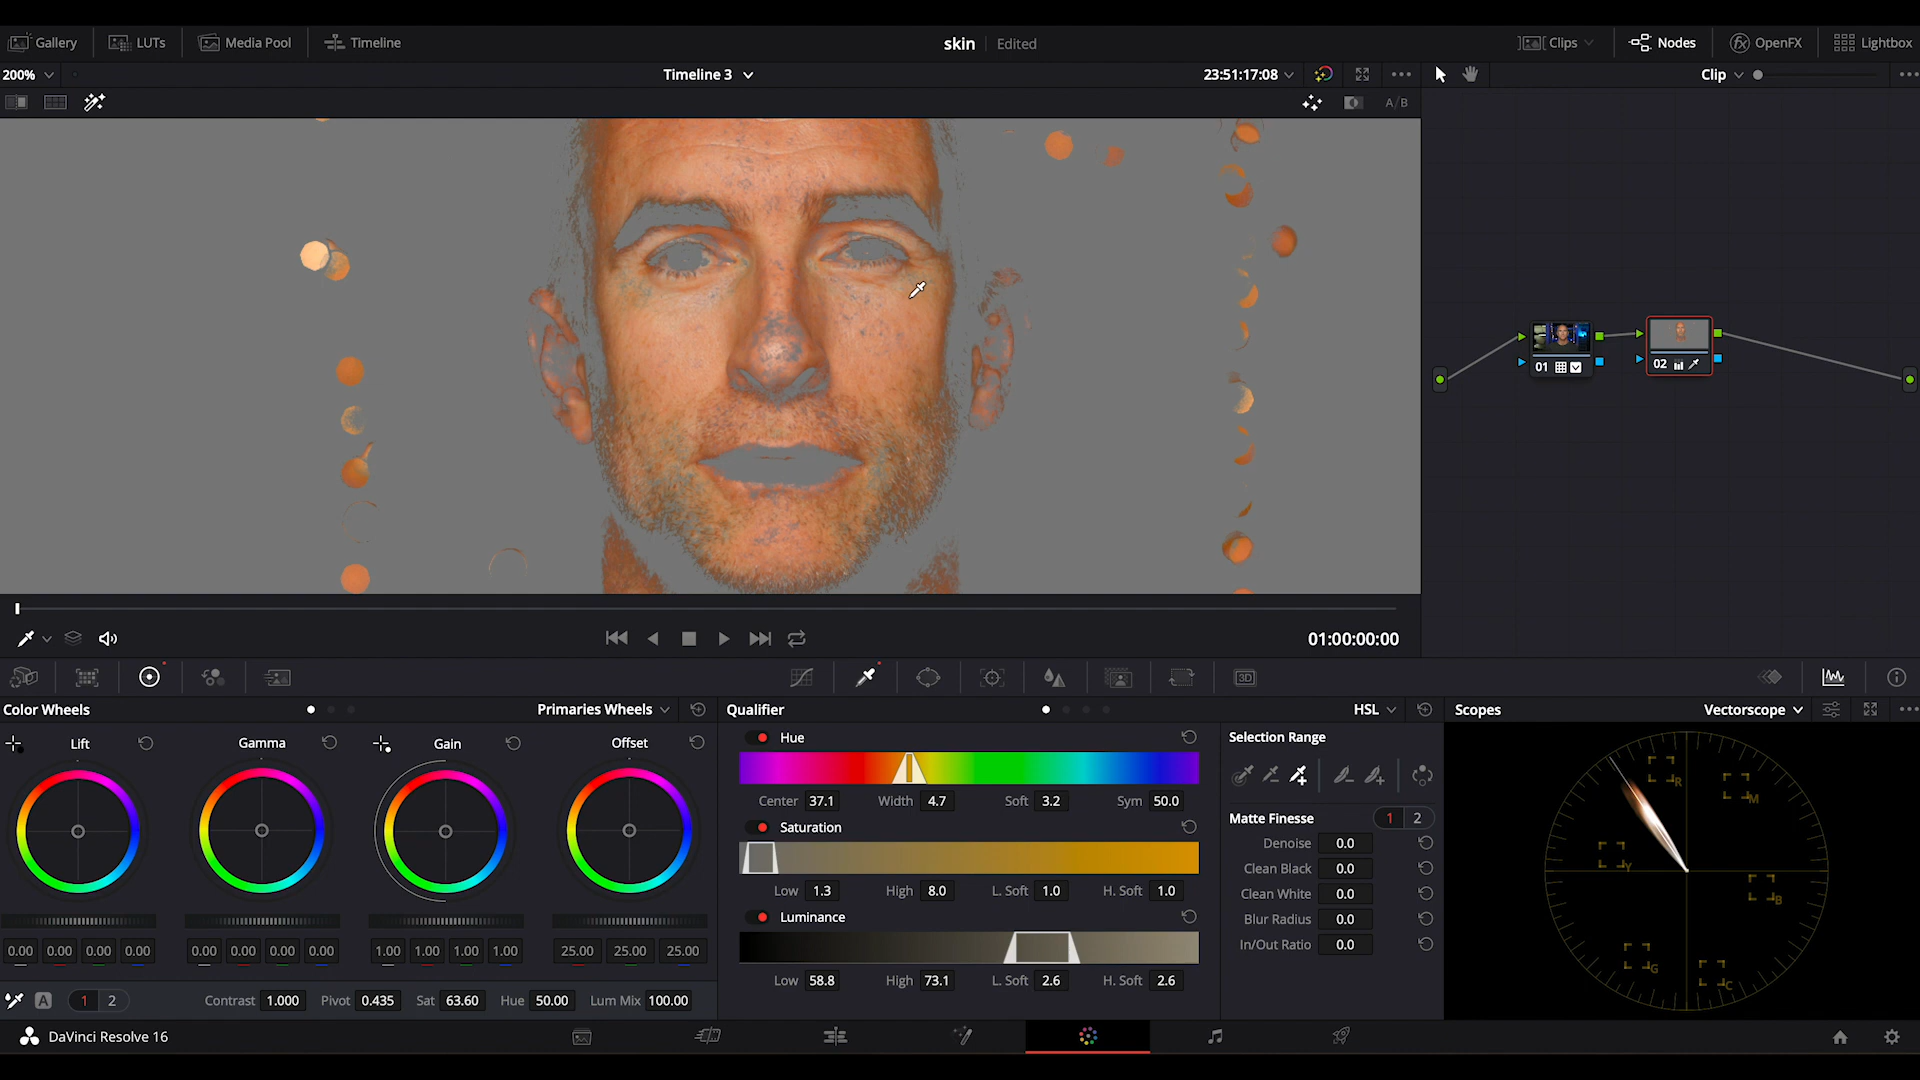 Gallery LUTs Media Pool Timeline skin Edited Clips Nodes OpenFX Lightbox
200% Timeline 3 23:51:17:08 Clip
A/B
01 02
01:00:00:00
3D
Color Wheels Primaries Wheels Qualifier HSL Scopes Vectorscope
Lift Gamma Gain Offset
Hue
Center 37.1 Width 4.7 Soft 3.2 Sym 50.0
Saturation
Low 1.3 High 8.0 L. Soft 1.0 H. Soft 1.0
Luminance
Low 58.8 High 73.1 L. Soft 2.6 H. Soft 2.6
Selection Range
Matte Finesse 1 2
Denoise 0.0
Clean Black 0.0
Clean White 0.0
Blur Radius 0.0
In/Out Ratio 0.0
R M
Y B
G C
0.00 0.00 0.00 0.00 0.00 0.00 0.00 0.00 1.00 1.00 1.00 1.00 25.00 25.00 25.00
A 1 2 Contrast 1.000 Pivot 0.435 Sat 63.60 Hue 50.00 Lum Mix 100.00
DaVinci Resolve 16